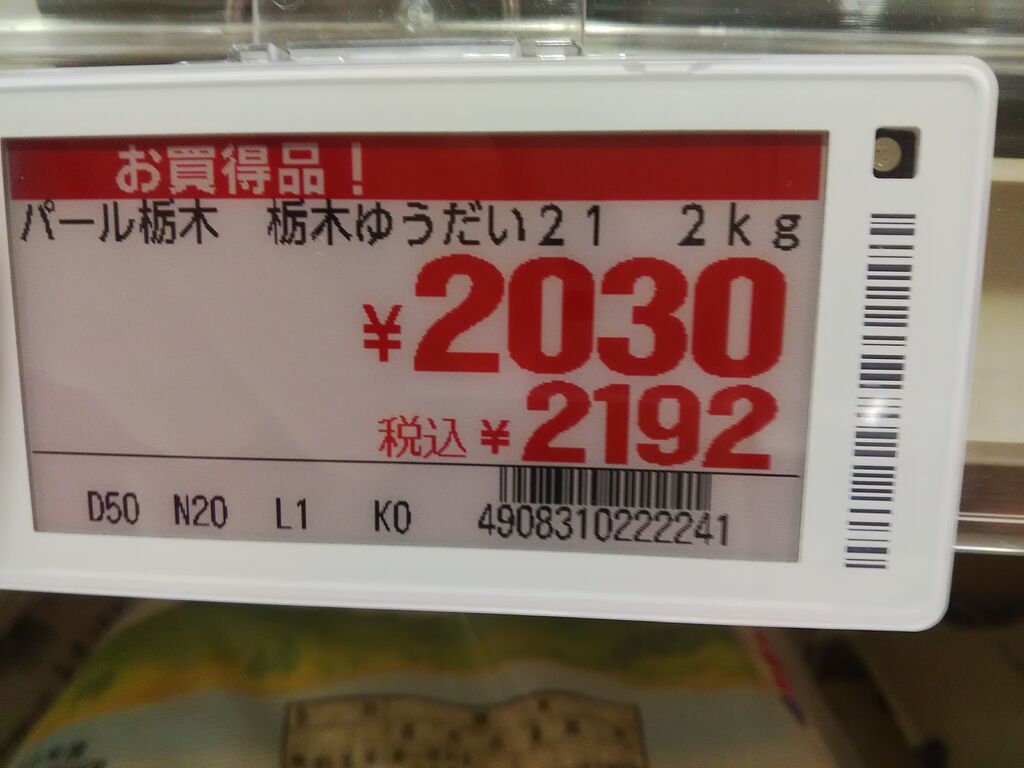 お買得品！
パール栃木　栃木ゆうだい２１　２ｋｇ
¥2030
税込 ¥2192
D50 N20 L1 K0 4908310222241